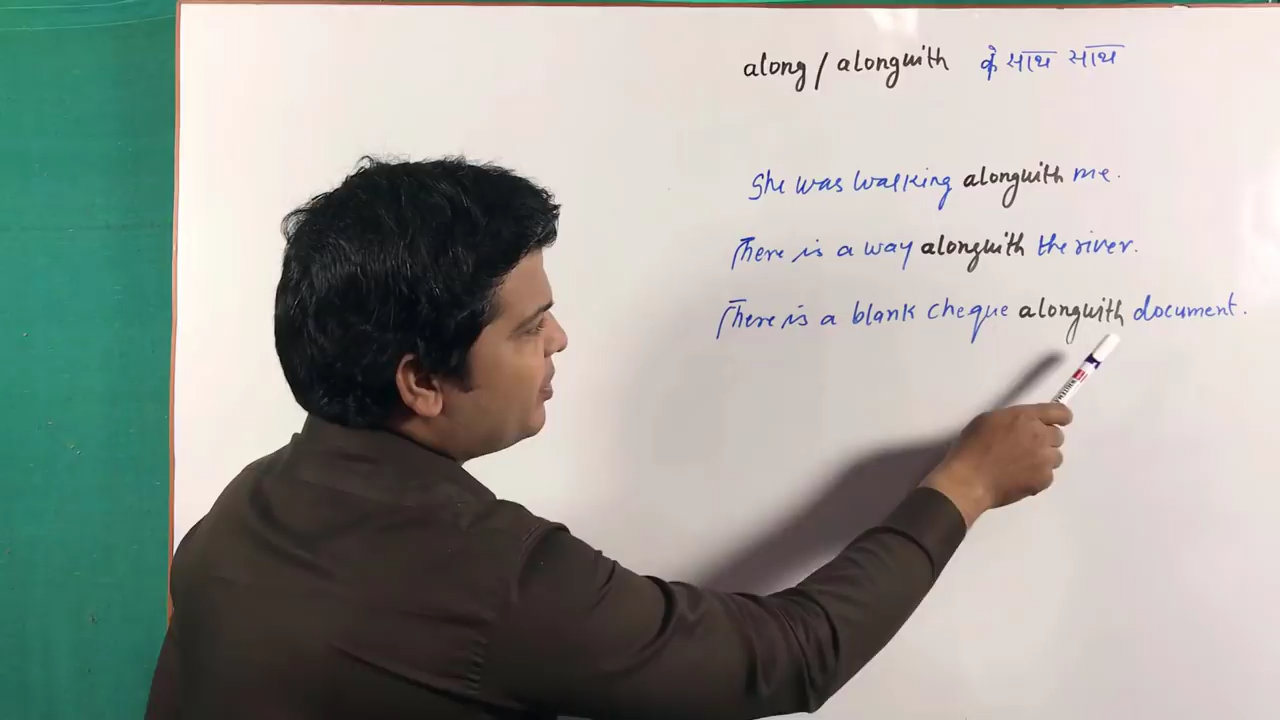 along / alongwith के साथ साथ
She was walking alongwith me.
There is a way alongwith the river.
There is a blank cheque alongwith document.